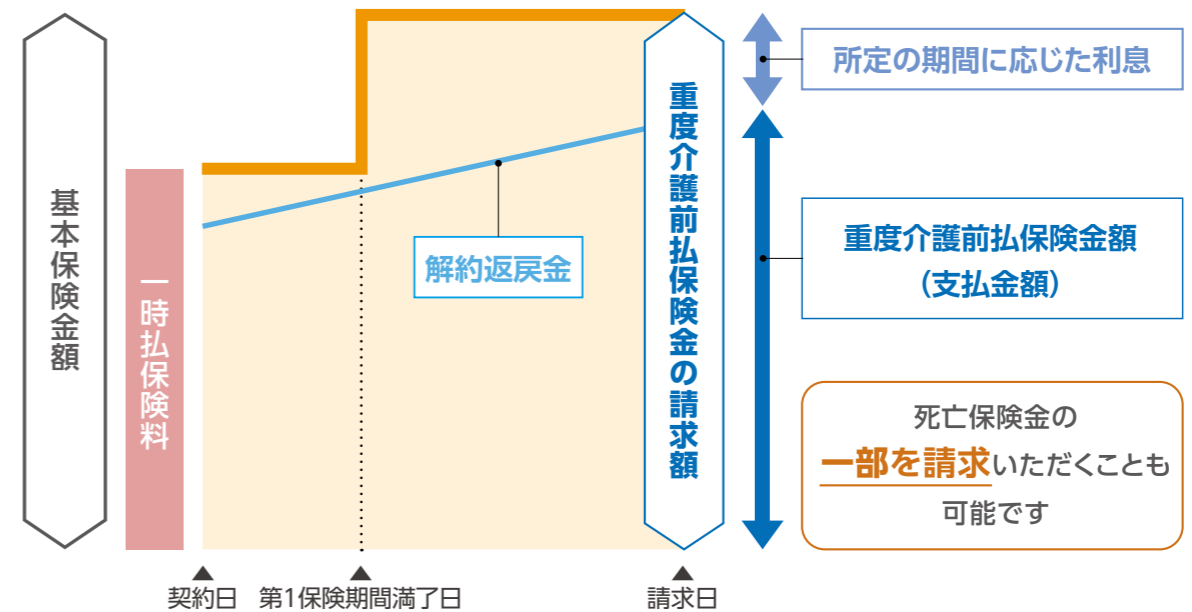 基本保険金額
一時払保険料
解約返戻金
重度介護前払保険金の請求額
所定の期間に応じた利息
重度介護前払保険金額
（支払金額）
死亡保険金の
一部を請求いただくことも
可能です
契約日
第1保険期間満了日
請求日